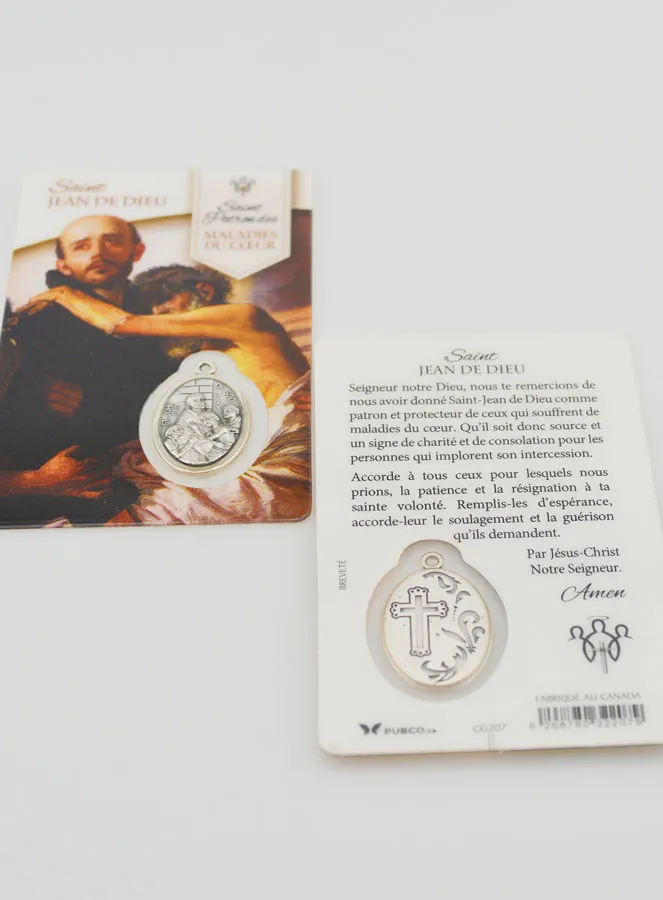 Saint
JEAN DE DIEU
Saint
Patron des
MALADIES
DU CŒUR
Saint
JEAN DE DIEU
Seigneur notre Dieu, nous te remercions de
nous avoir donné Saint-Jean de Dieu comme
patron et protecteur de ceux qui souffrent de
maladies du cœur. Qu'il soit donc source et
un signe de charité et de consolation pour les
personnes qui implorent son intercession.
Accorde à tous ceux pour lesquels nous
prions, la patience et la résignation à ta
sainte volonté. Remplis-les d'espérance,
accorde-leur le soulagement et la guérison
qu'ils demandent.
Par Jésus-Christ
Notre Seigneur.
Amen
BREVETÉ
FABRIQUÉ AU CANADA
PUBCO.ca
CG207
6 268780 322079